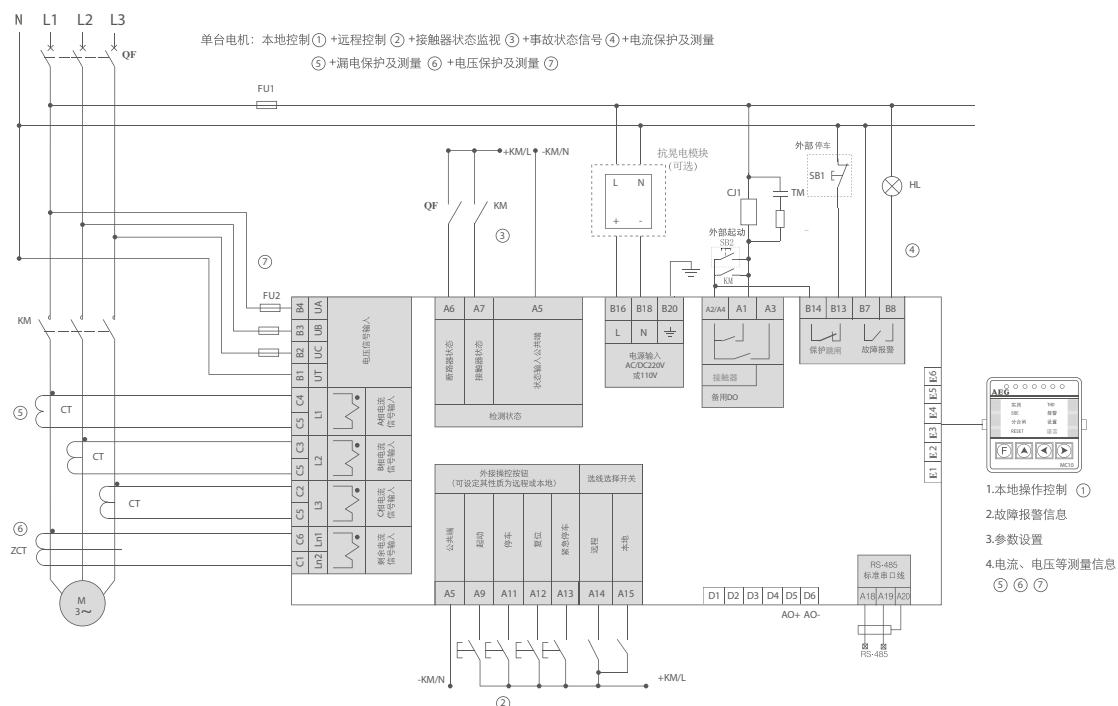 N L1 L2 L3
QF
单台电机：本地控制① +远程控制 ② +接触器状态监视 ③ +事故状态信号 ④ +电流保护及测量
⑤ +漏电保护及测量 ⑥ +电压保护及测量 ⑦
FU1
+KM/L -KM/N
QF
KM
③
抗晃电模块
(可选)
L N
+ -
CJ1
TM
外部起动
SB2
KM
外部 停车
SB1
HL
④
⑦
FU2
KM
B4 UA
B3 UB
B2 UC
B1 UT
电压信号输入
C4
C5
L1
A相电流
信号输入
C3
C5
L2
B相电流
信号输入
C2
C5
L3
C相电流
信号输入
C6 Ln1
C1 Ln2
剩余电流
信号输入
⑤
CT
CT
CT
⑥
ZCT
M
3～
A6 A7 A5
断路器状态
接触器状态
状态输入公共端
检测状态
B16 B18 B20
L N
电源输入
AC/DC220V
或110V
A2/A4 A1 A3
接触器
备用DO
B14 B13 B7 B8
保护跳闸
故障报警
E6
E5
E4
E3
E2
E1
AEG
THD
SOE
报警
分合闸
设置
RESET
语言
F
MC10
1.本地操作控制 ①
2.故障报警信息
3.参数设置
4.电流、电压等测量信息
⑤ ⑥ ⑦
外接操控按钮
(可设定其性质为远程或本地)
选线选择开关
公共端
起动
停车
复位
紧急停车
远程
本地
A5 A9 A11 A12 A13 A14 A15
-KM/N
+KM/L
②
D1 D2 D3 D4 D5 D6
AO+ AO-
RS-485
标准串口线
A18 A19 A20
RS-485